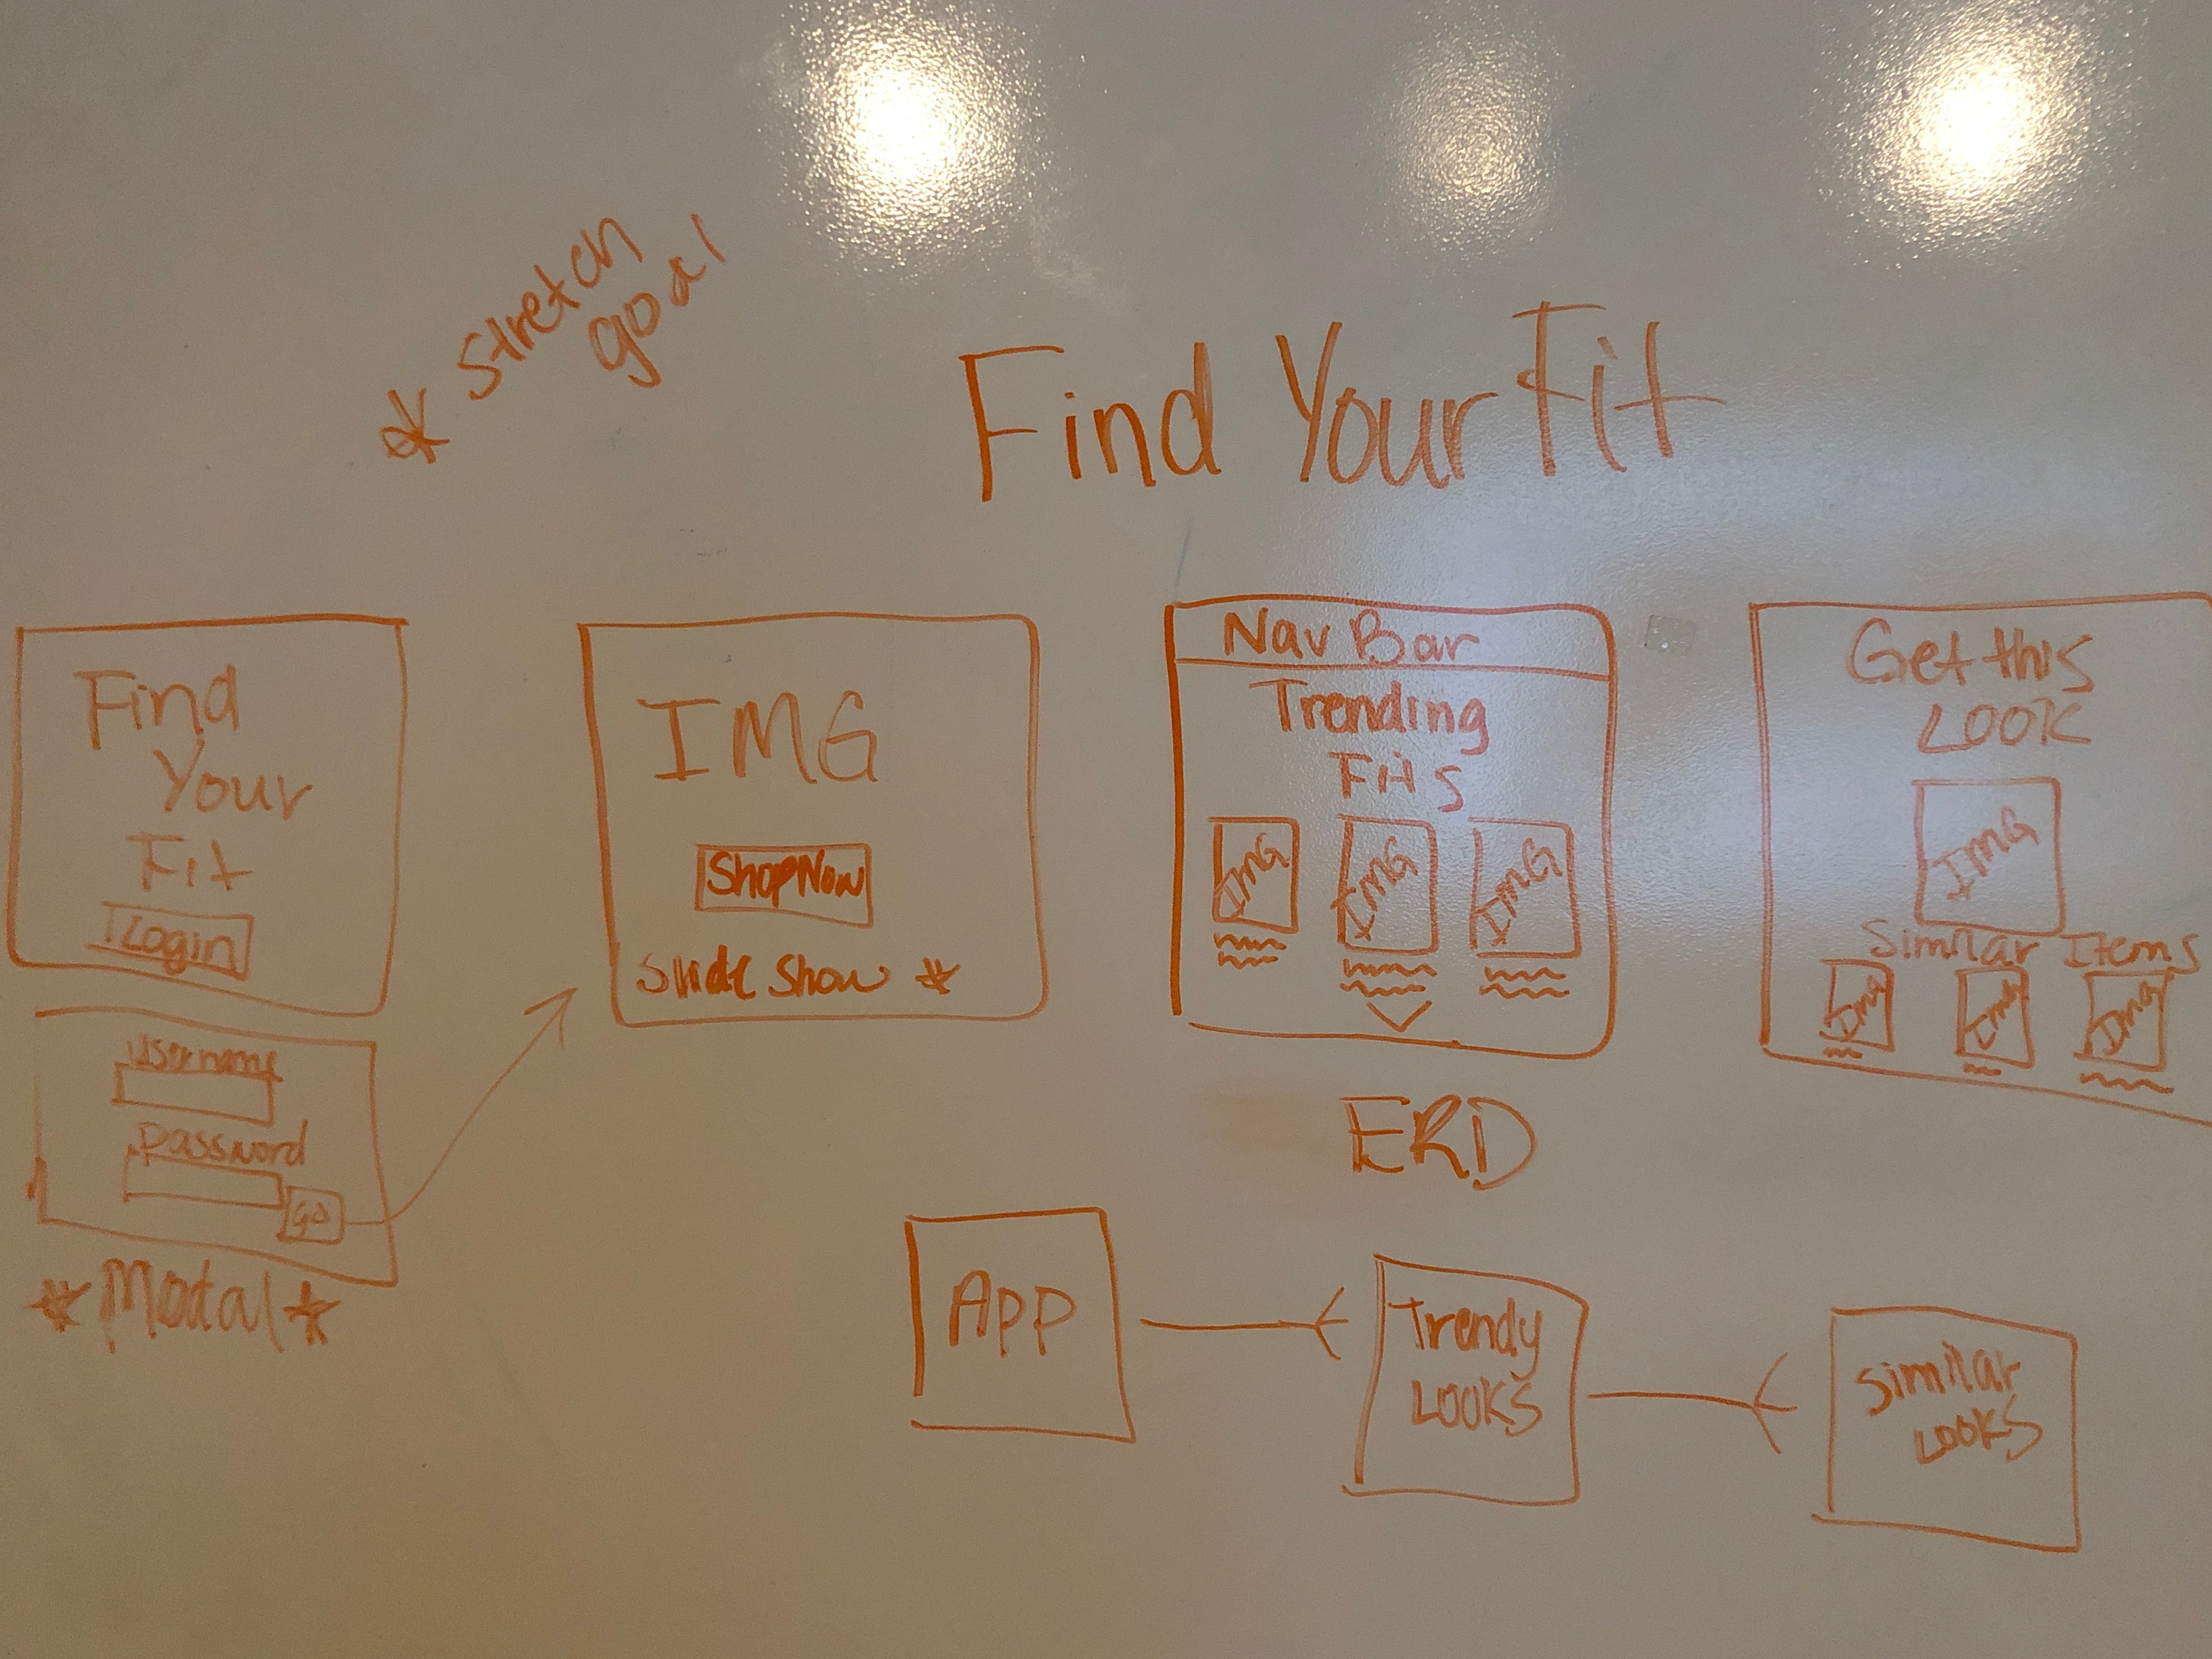 * Stretch
goal
Find Your Fit
Find
Your
Fit
Login
username
password
GO
*Modal*
IMG
Shop Now
Slide Show *
Nav Bar
Trending
Fits
IMG IMG IMG
Get this
LOOK
IMG
Similar Items
Img Img Img
ERD
App
Trendy
LOOKS
Similar
LOOKS